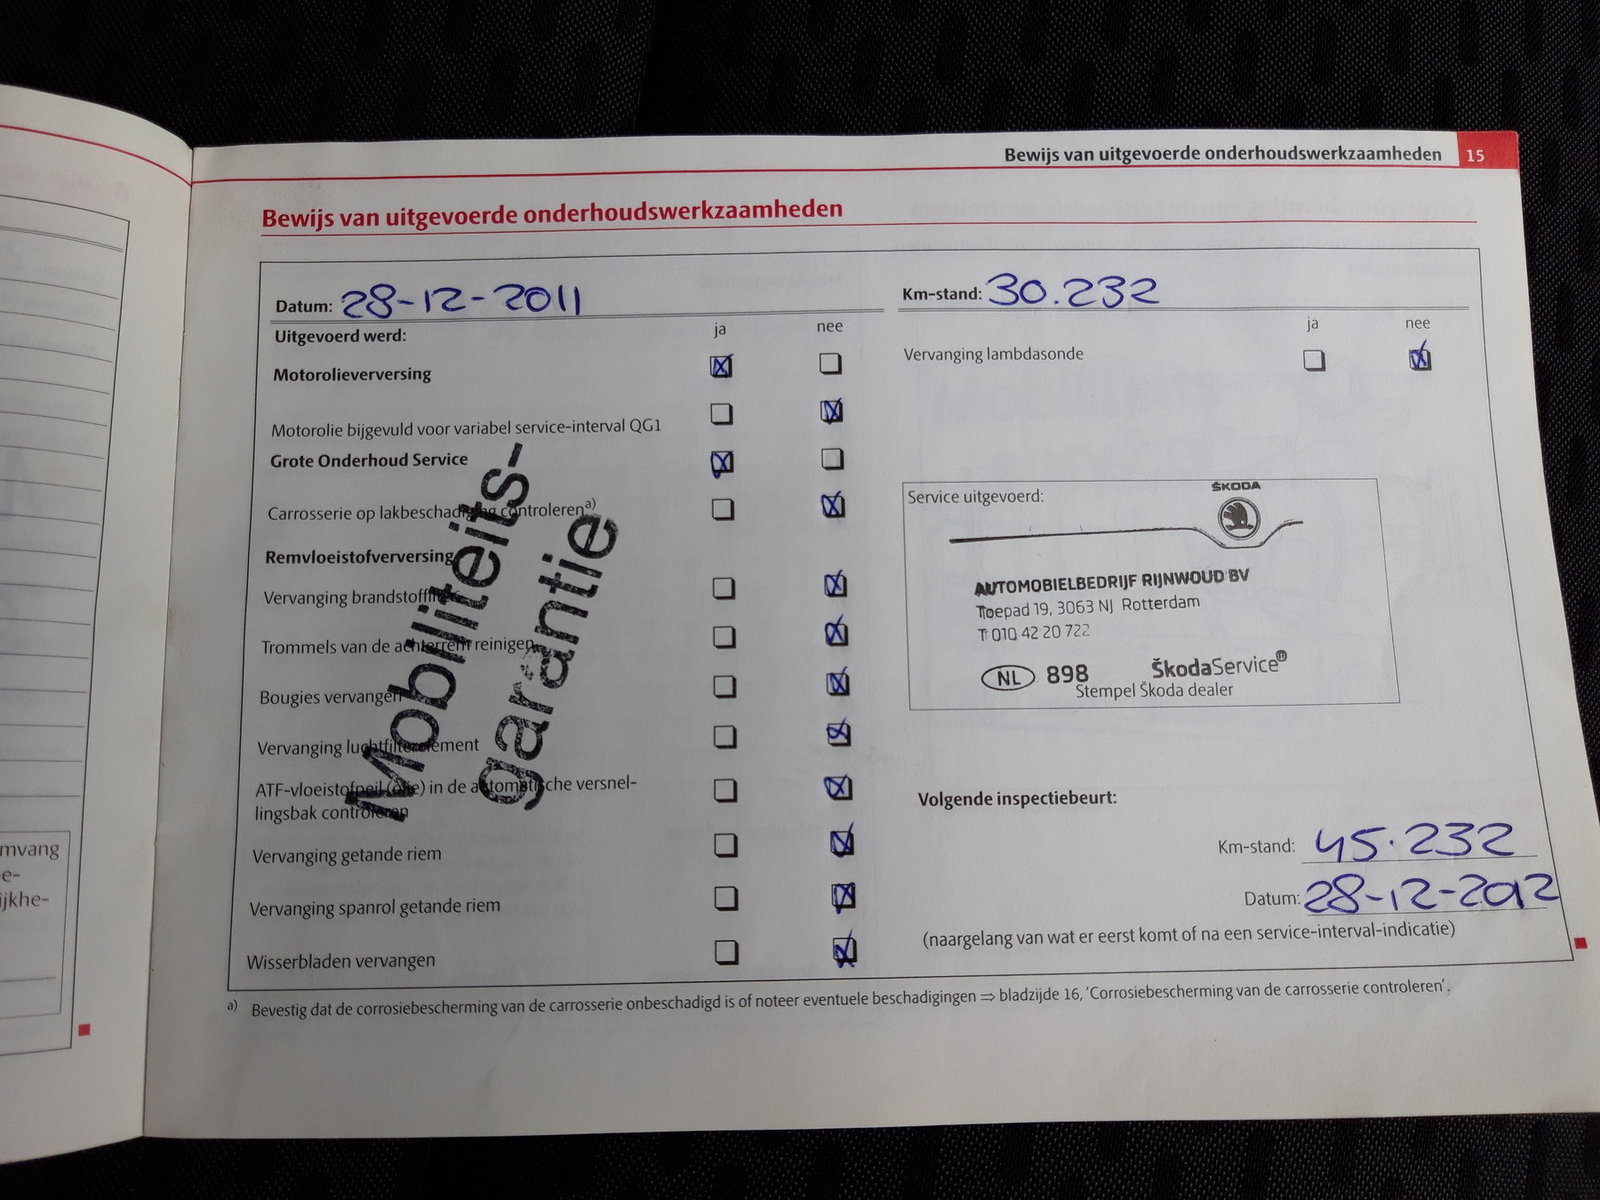 Bewijs van uitgevoerde onderhoudswerkzaamheden 15
Bewijs van uitgevoerde onderhoudswerkzaamheden
Datum: 28-12-2011
Uitgevoerd werd: ja nee
Motorolieverversing
Motorolie bijgevuld voor variabel service-interval QG1
Grote Onderhoud Service
Carrosserie op lakbeschadiging controleren a)
Remvloeistofverversing
Vervanging brandstoffilter
Trommels van de achterrem reinigen
Bougies vervangen
Vervanging luchtfilterelement
ATF-vloeistofpeil (olie) in de automatische versnel-
lingsbak controleren
Vervanging getande riem
Vervanging spanrol getande riem
Wisserbladen vervangen
Mobiliteits-
garantie
Km-stand: 30.232
ja nee
Vervanging lambdasonde
Service uitgevoerd:
ŠKODA
AUTOMOBIELBEDRIJF RIJNWOUD BV
Toepad 19, 3063 NJ Rotterdam
T 010 42 20 722
NL 898 ŠkodaService®
Stempel Škoda dealer
Volgende inspectiebeurt:
Km-stand: 45.232
Datum: 28-12-2012
(naargelang van wat er eerst komt of na een service-interval-indicatie)
a) Bevestig dat de corrosiebescherming van de carrosserie onbeschadigd is of noteer eventuele beschadigingen ⇒ bladzijde 16, 'Corrosiebescherming van de carrosserie controleren'.
mvang
e-
ijkhe-